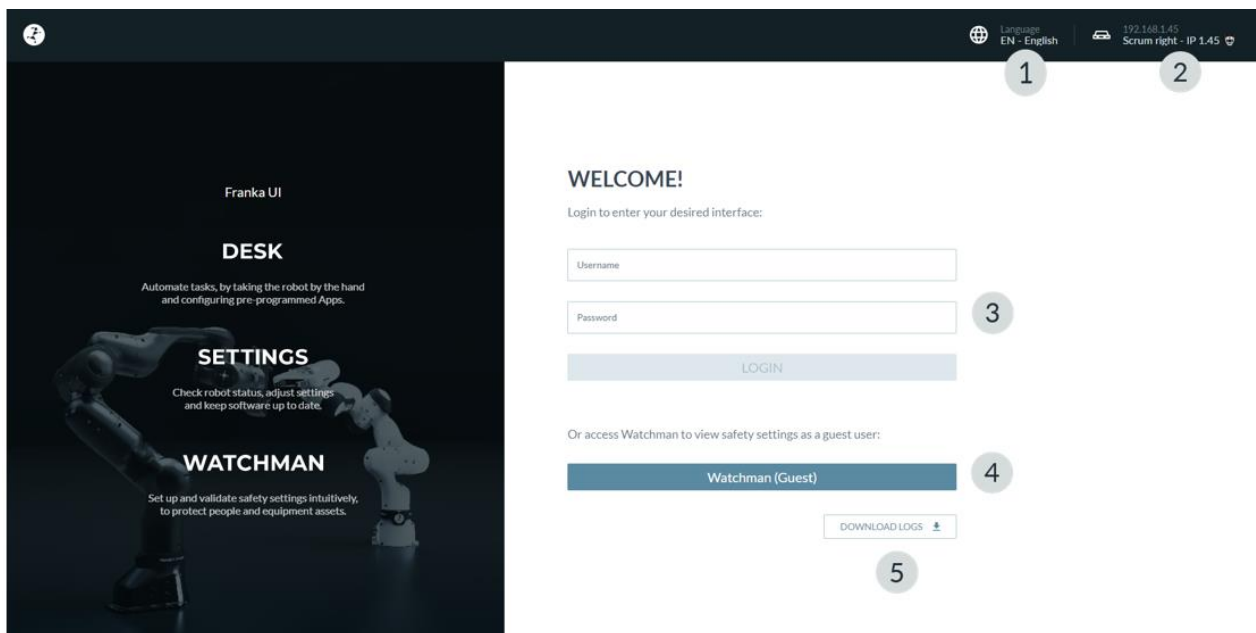 Language
EN - English
192.168.1.45
Scrum right - IP 1.45
1
2
Franka UI
DESK
Automate tasks, by taking the robot by the hand
and configuring pre-programmed Apps.
SETTINGS
Check robot status, adjust settings
and keep software up to date.
WATCHMAN
Set up and validate safety settings intuitively,
to protect people and equipment assets.
WELCOME!
Login to enter your desired interface:
Username
Password
3
LOGIN
Or access Watchman to view safety settings as a guest user:
Watchman (Guest)
4
DOWNLOAD LOGS
5